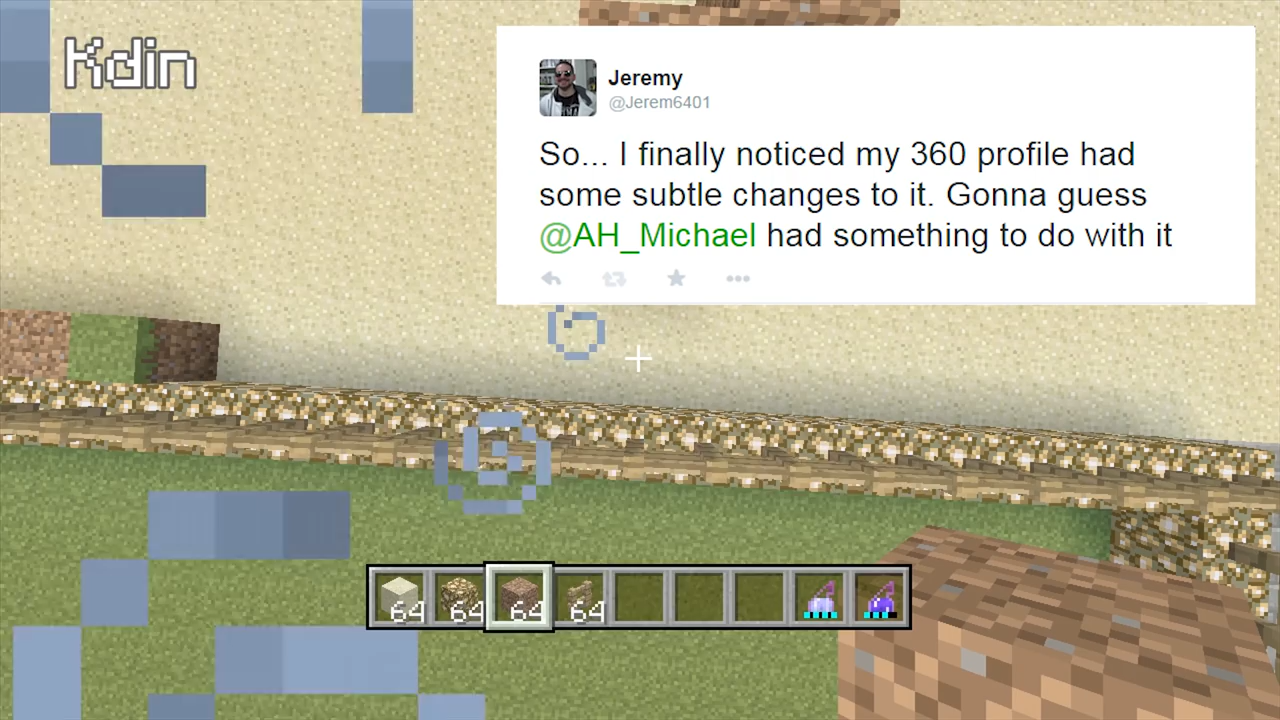 Kdin
Jeremy
@Jerem6401
So... I finally noticed my 360 profile had
some subtle changes to it. Gonna guess
@AH_Michael had something to do with it
64 64 64 64